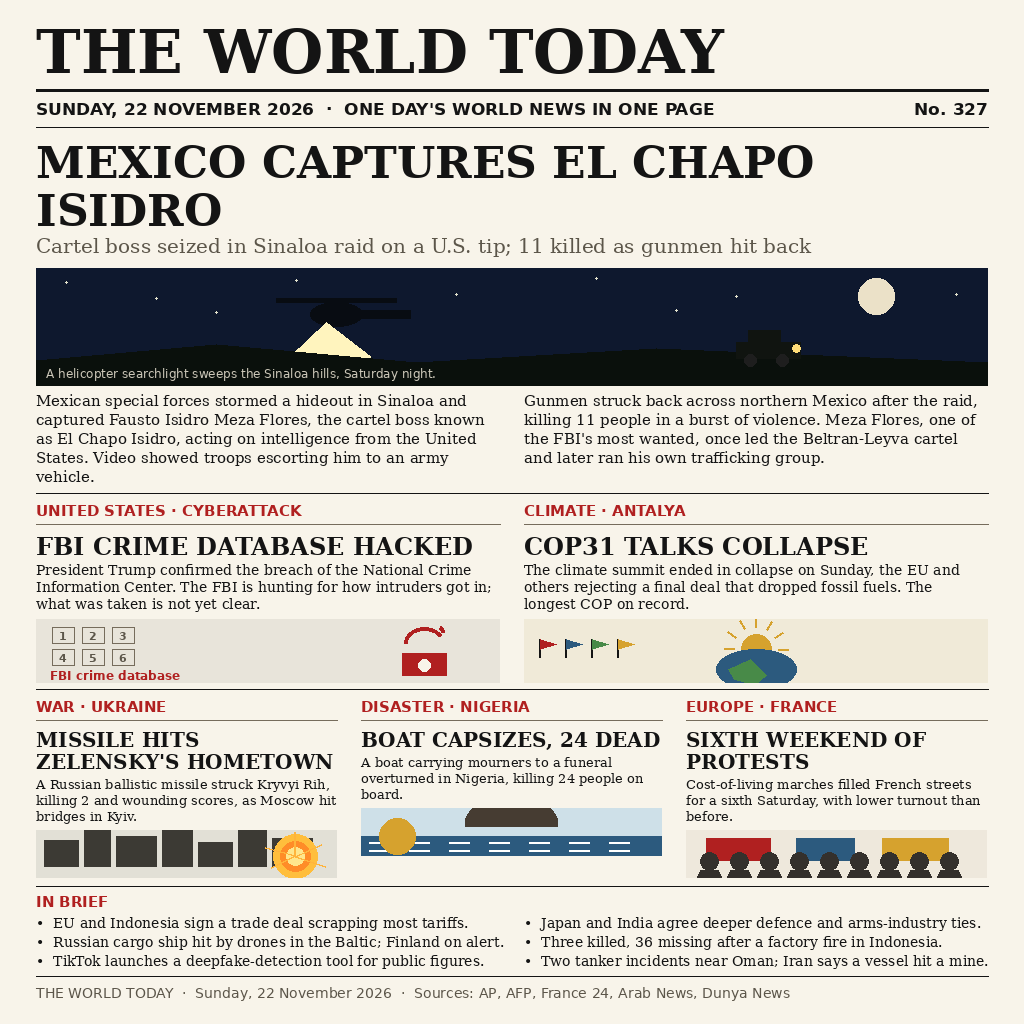 THE WORLD TODAY
SUNDAY, 22 NOVEMBER 2026 · ONE DAY'S WORLD NEWS IN ONE PAGE No. 327
MEXICO CAPTURES EL CHAPO
ISIDRO
Cartel boss seized in Sinaloa raid on a U.S. tip; 11 killed as gunmen hit back
A helicopter searchlight sweeps the Sinaloa hills, Saturday night.
Mexican special forces stormed a hideout in Sinaloa and
captured Fausto Isidro Meza Flores, the cartel boss known
as El Chapo Isidro, acting on intelligence from the United
States. Video showed troops escorting him to an army
vehicle.
Gunmen struck back across northern Mexico after the raid,
killing 11 people in a burst of violence. Meza Flores, one of
the FBI's most wanted, once led the Beltran-Leyva cartel
and later ran his own trafficking group.
UNITED STATES · CYBERATTACK
FBI CRIME DATABASE HACKED
President Trump confirmed the breach of the National Crime
Information Center. The FBI is hunting for how intruders got in;
what was taken is not yet clear.
1 2 3
4 5 6
FBI crime database
CLIMATE · ANTALYA
COP31 TALKS COLLAPSE
The climate summit ended in collapse on Sunday, the EU and
others rejecting a final deal that dropped fossil fuels. The
longest COP on record.
WAR · UKRAINE
MISSILE HITS
ZELENSKY'S HOMETOWN
A Russian ballistic missile struck Kryvyi Rih,
killing 2 and wounding scores, as Moscow hit
bridges in Kyiv.
DISASTER · NIGERIA
BOAT CAPSIZES, 24 DEAD
A boat carrying mourners to a funeral
overturned in Nigeria, killing 24 people on
board.
EUROPE · FRANCE
SIXTH WEEKEND OF
PROTESTS
Cost-of-living marches filled French streets
for a sixth Saturday, with lower turnout than
before.
IN BRIEF
• EU and Indonesia sign a trade deal scrapping most tariffs.
• Russian cargo ship hit by drones in the Baltic; Finland on alert.
• TikTok launches a deepfake-detection tool for public figures.
• Japan and India agree deeper defence and arms-industry ties.
• Three killed, 36 missing after a factory fire in Indonesia.
• Two tanker incidents near Oman; Iran says a vessel hit a mine.
THE WORLD TODAY · Sunday, 22 November 2026 · Sources: AP, AFP, France 24, Arab News, Dunya News